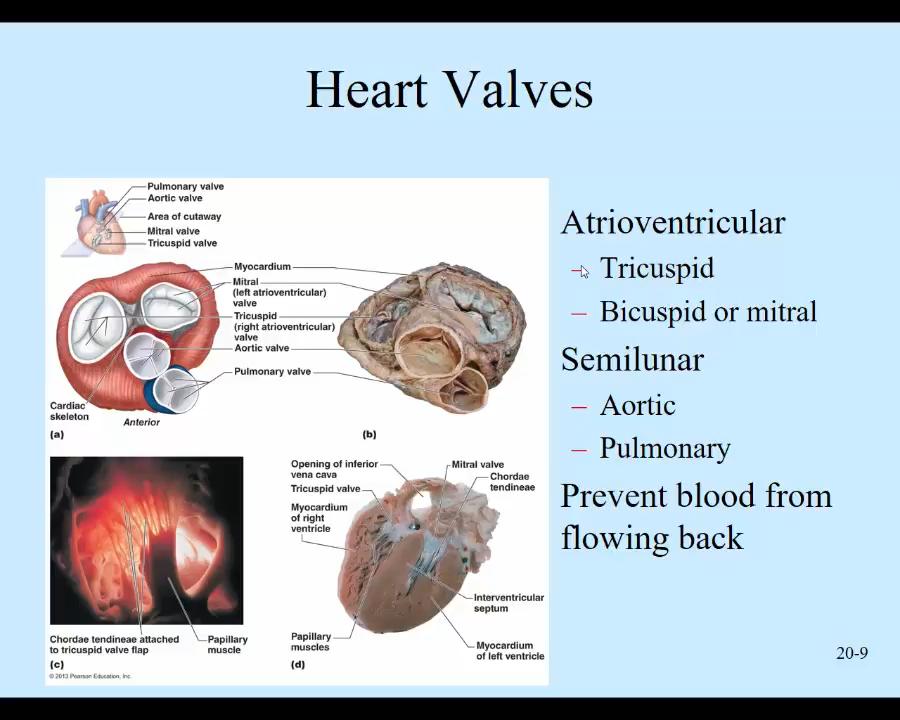 Heart Valves
Pulmonary valve
Aortic valve
Area of cutaway
Mitral valve
Tricuspid valve
Myocardium
Mitral
(left atrioventricular)
valve
Tricuspid
(right atrioventricular)
valve
Aortic valve
Pulmonary valve
Cardiac
skeleton
Anterior
(a)
(b)
Opening of inferior
vena cava
Tricuspid valve
Myocardium
of right
ventricle
Mitral valve
Chordae
tendineae
Interventricular
septum
Papillary
muscles
Myocardium
of left ventricle
Chordae tendineae attached
to tricuspid valve flap
Papillary
muscle
(c)
(d)
© 2013 Pearson Education, Inc.
Atrioventricular
– Tricuspid
– Bicuspid or mitral
Semilunar
– Aortic
– Pulmonary
Prevent blood from
flowing back
20-9